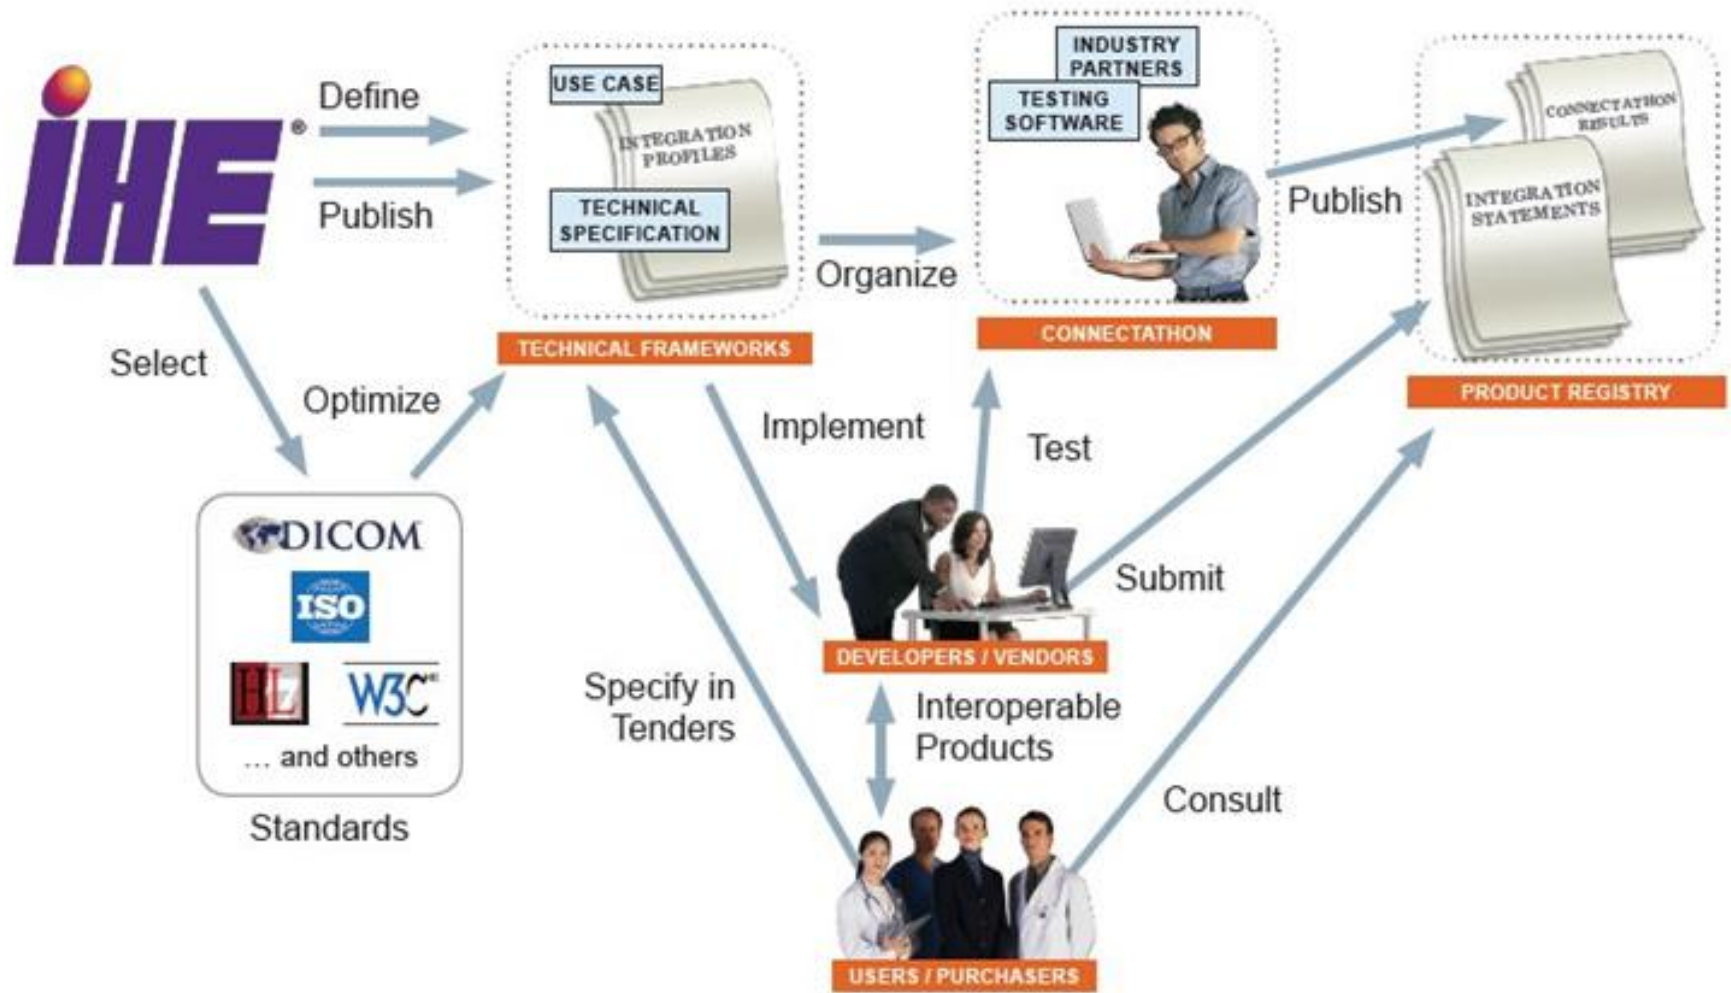 iHE®
Define
Publish
USE CASE
INTEGRATION
PROFILES
TECHNICAL
SPECIFICATION
TECHNICAL FRAMEWORKS
Organize
INDUSTRY
PARTNERS
TESTING
SOFTWARE
CONNECTATHON
Publish
CONNECTATHON
RESULTS
INTEGRATION
STATEMENTS
PRODUCT REGISTRY
Select
Optimize
Implement
Test
DICOM
ISO
HL7
W3C
... and others
Standards
Submit
DEVELOPERS / VENDORS
Specify in
Tenders
Interoperable
Products
Consult
USERS / PURCHASERS